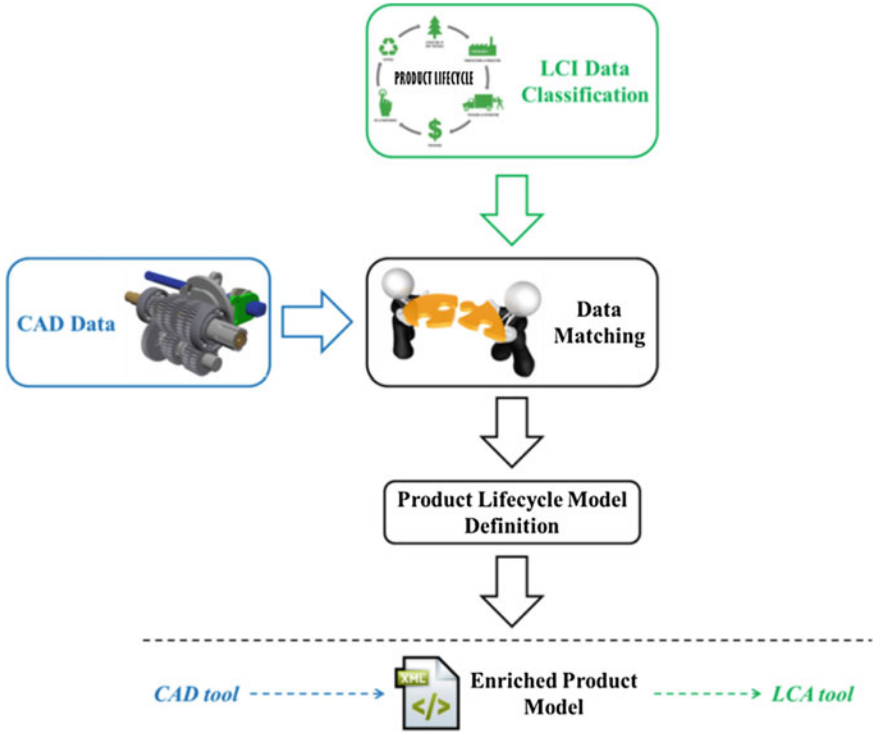 PRODUCT LIFECYCLE
LCI Data
Classification
CAD Data
Data
Matching
Product Lifecycle Model
Definition
CAD tool
XML
</>
Enriched Product
Model
LCA tool